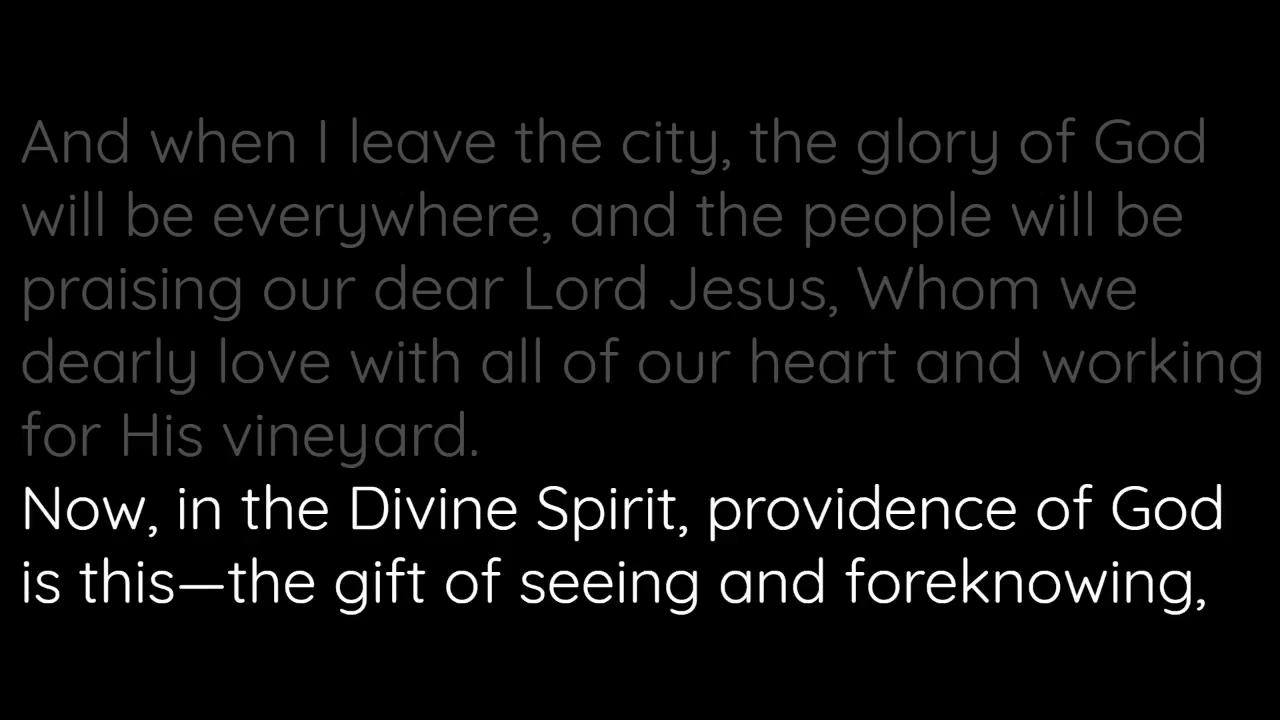 And when I leave the city, the glory of God
will be everywhere, and the people will be
praising our dear Lord Jesus, Whom we
dearly love with all of our heart and working
for His vineyard.
Now, in the Divine Spirit, providence of God
is this—the gift of seeing and foreknowing,